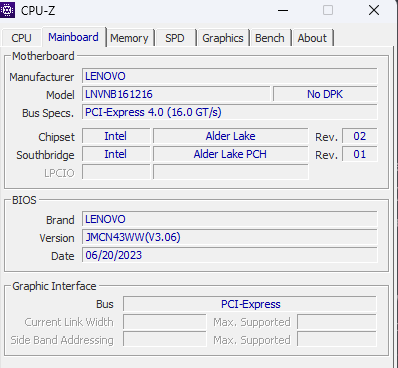 CPU-Z
CPU Mainboard Memory SPD Graphics Bench About
Motherboard
Manufacturer LENOVO
Model LNVNB161216 No DPK
Bus Specs. PCI-Express 4.0 (16.0 GT/s)
Chipset Intel Alder Lake Rev. 02
Southbridge Intel Alder Lake PCH Rev. 01
LPCIO
BIOS
Brand LENOVO
Version JMCN43WW(V3.06)
Date 06/20/2023
Graphic Interface
Bus PCI-Express
Current Link Width Max. Supported
Side Band Addressing Max. Supported